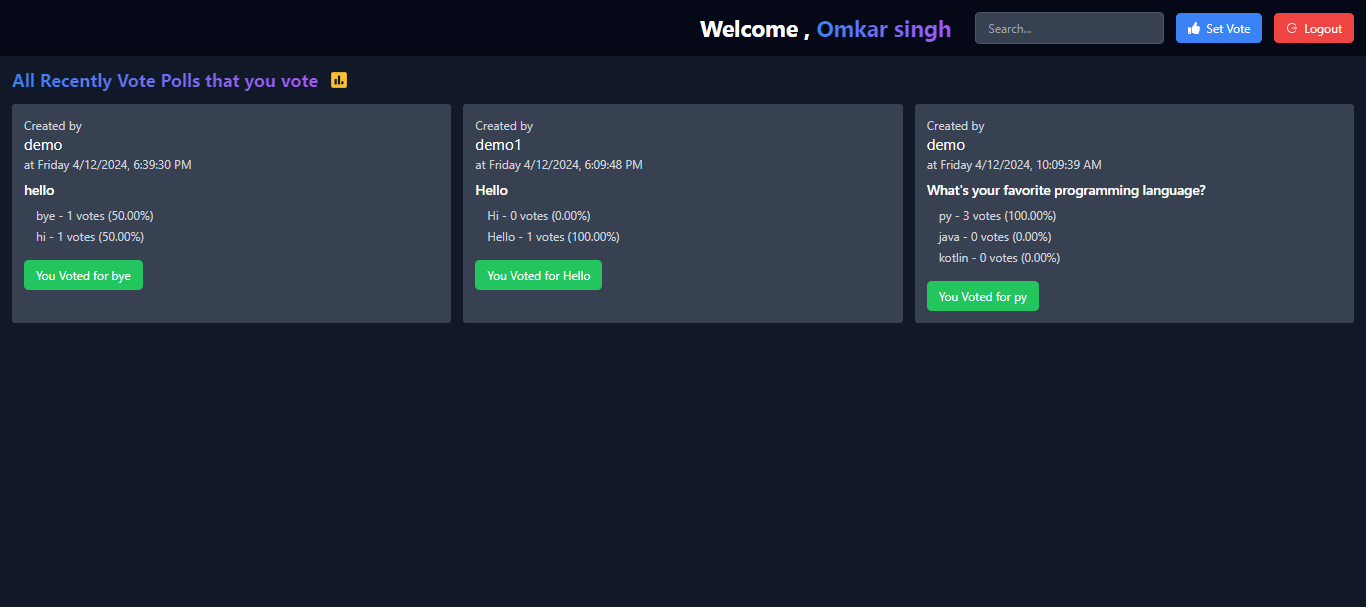 Welcome , Omkar singh
Search...
Set Vote
Logout
All Recently Vote Polls that you vote
Created by
demo
at Friday 4/12/2024, 6:39:30 PM
hello
bye - 1 votes (50.00%)
hi - 1 votes (50.00%)
You Voted for bye
Created by
demo1
at Friday 4/12/2024, 6:09:48 PM
Hello
Hi - 0 votes (0.00%)
Hello - 1 votes (100.00%)
You Voted for Hello
Created by
demo
at Friday 4/12/2024, 10:09:39 AM
What's your favorite programming language?
py - 3 votes (100.00%)
java - 0 votes (0.00%)
kotlin - 0 votes (0.00%)
You Voted for py